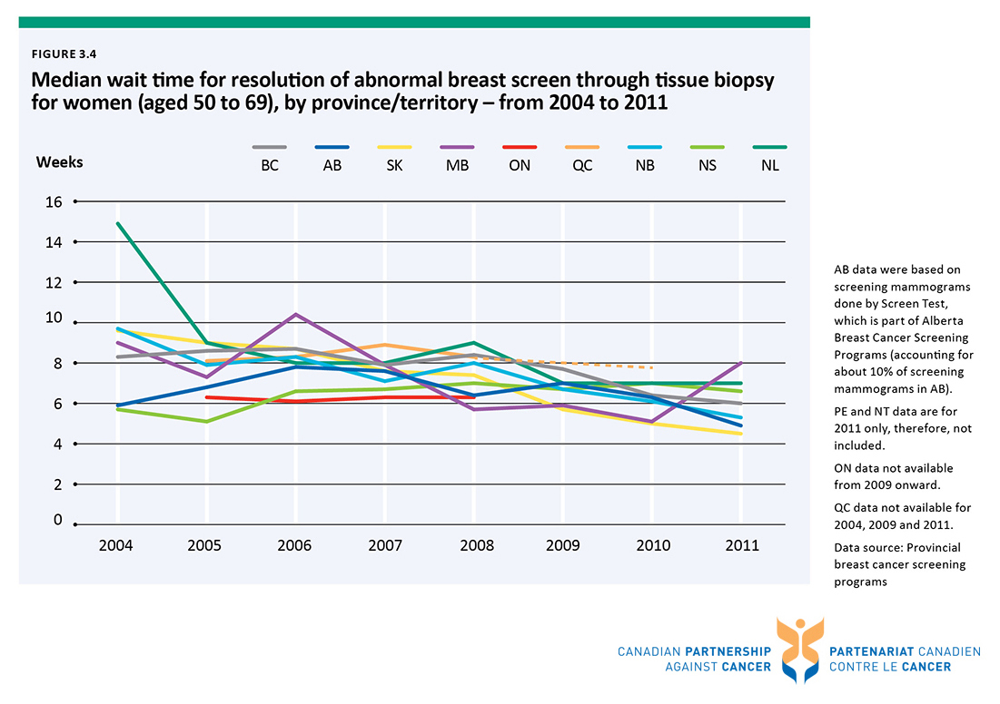 FIGURE 3.4
Median wait time for resolution of abnormal breast screen through tissue biopsy
for women (aged 50 to 69), by province/territory – from 2004 to 2011
Weeks
BC AB SK MB ON QC NB NS NL
16
14
12
10
8
6
4
2
0
2004 2005 2006 2007 2008 2009 2010 2011
AB data were based on
screening mammograms
done by Screen Test,
which is part of Alberta
Breast Cancer Screening
Programs (accounting for
about 10% of screening
mammograms in AB).
PE and NT data are for
2011 only, therefore, not
included.
ON data not available
from 2009 onward.
QC data not available for
2004, 2009 and 2011.
Data source: Provincial
breast cancer screening
programs
CANADIAN PARTNERSHIP
AGAINST CANCER
PARTENARIAT CANADIEN
CONTRE LE CANCER